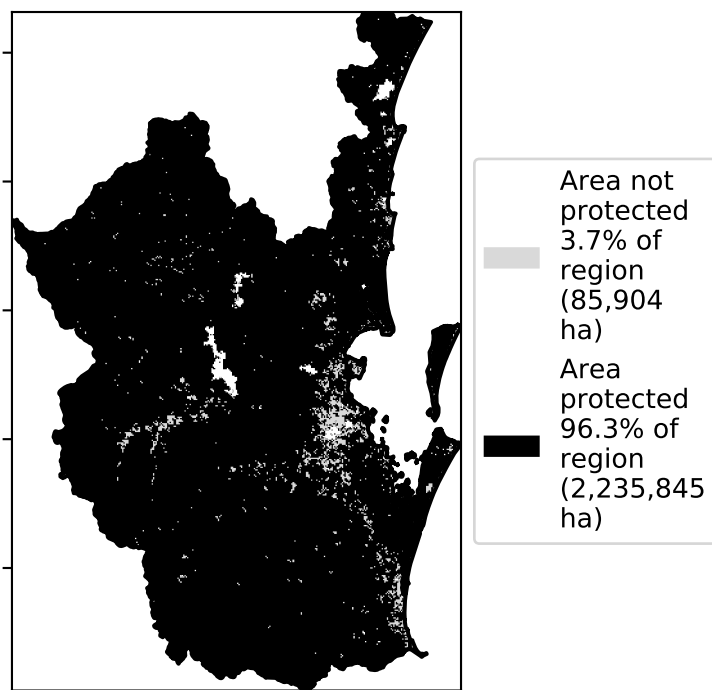 Area not
protected
3.7% of
region
(85,904
ha)
Area
protected
96.3% of
region
(2,235,845
ha)